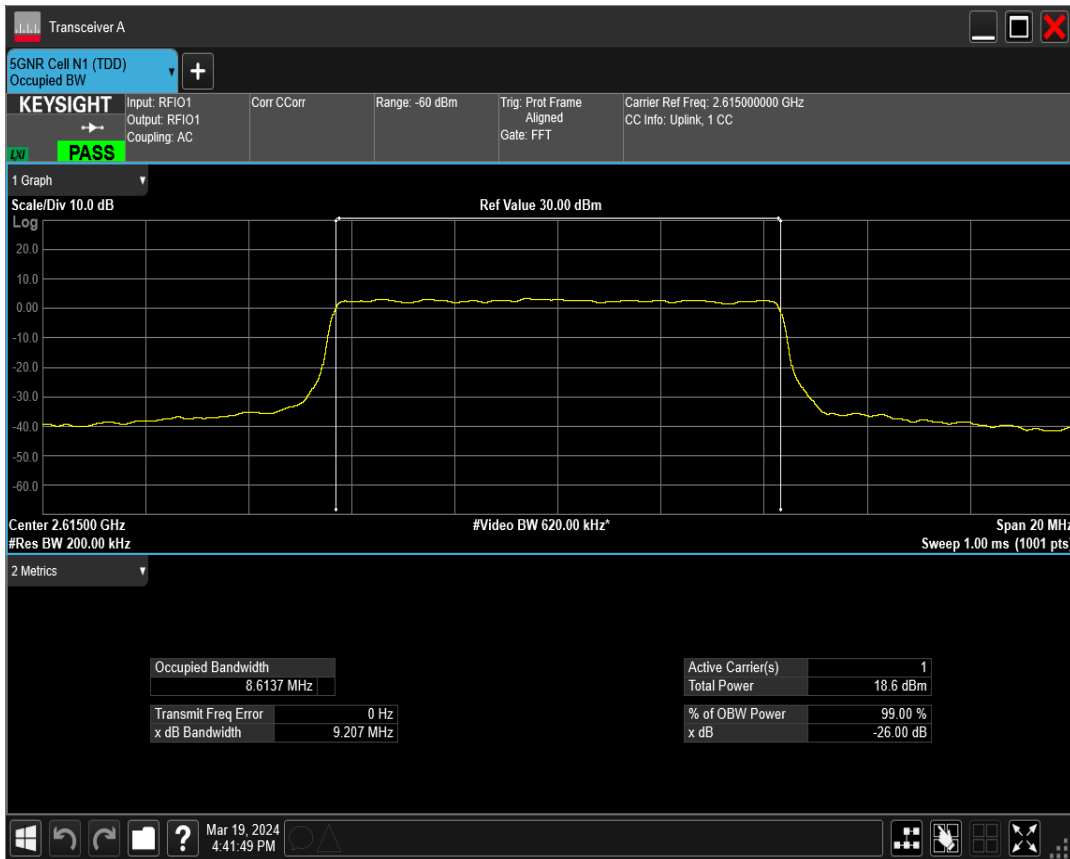 Transceiver A
5GNR Cell N1 (TDD)
Occupied BW
+
KEYSIGHT
LXI
PASS
Input: RFIO1
Output: RFIO1
Coupling: AC
Corr CCorr
Range: -60 dBm
Trig: Prot Frame
Aligned
Gate: FFT
Carrier Ref Freq: 2.615000000 GHz
CC Info: Uplink, 1 CC
1 Graph
Scale/Div 10.0 dB
Ref Value 30.00 dBm
Log
20.0
10.0
0.00
-10.0
-20.0
-30.0
-40.0
-50.0
-60.0
Center 2.61500 GHz
#Video BW 620.00 kHz*
Span 20 MHz
#Res BW 200.00 kHz
Sweep 1.00 ms (1001 pts)
2 Metrics
Occupied Bandwidth
8.6137 MHz
Transmit Freq Error 0 Hz
x dB Bandwidth 9.207 MHz
Active Carrier(s) 1
Total Power 18.6 dBm
% of OBW Power 99.00 %
x dB -26.00 dB
?
Mar 19, 2024
4:41:49 PM